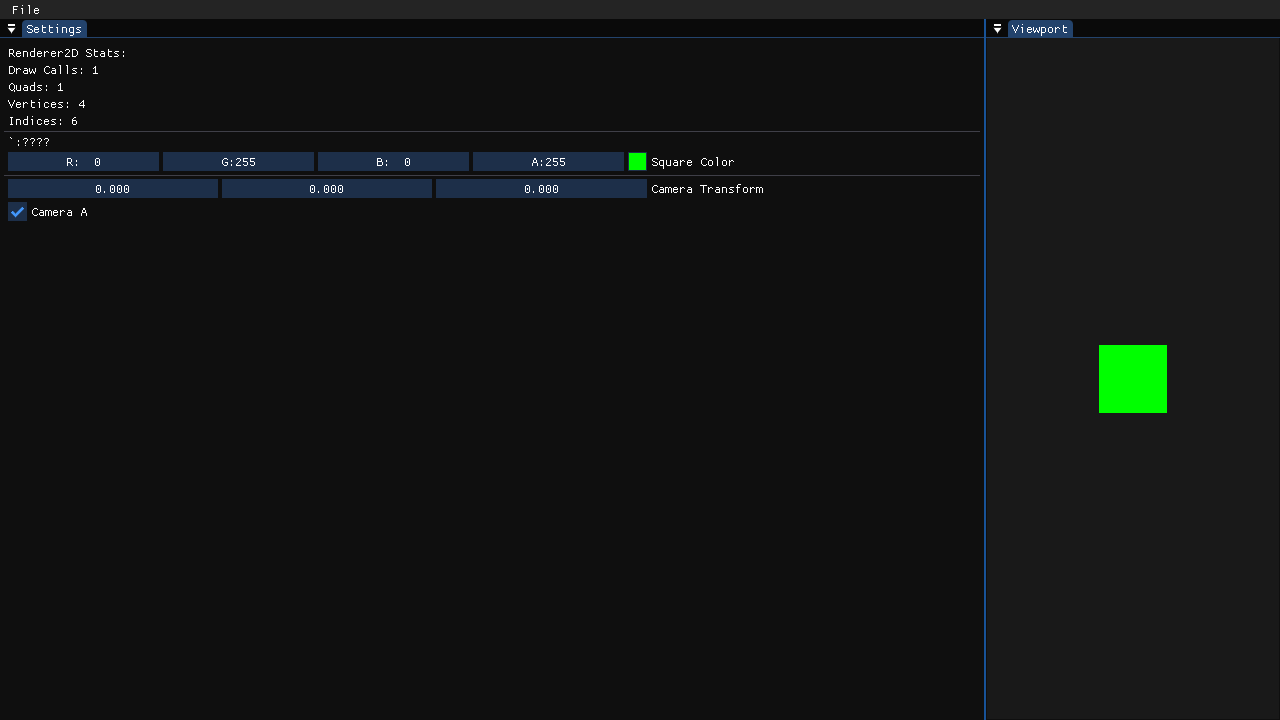 File
Settings
Viewport
Renderer2D Stats:
Draw Calls: 1
Quads: 1
Vertices: 4
Indices: 6
`:????
R: 0 G:255 B: 0 A:255 Square Color
0.000 0.000 0.000 Camera Transform
Camera A